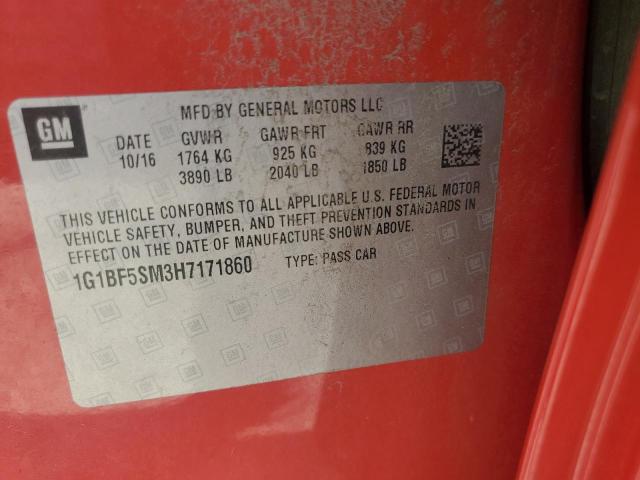 GM
MFD BY GENERAL MOTORS LLC
DATE GVWR GAWR FRT GAWR RR
10/16 1764 KG 925 KG 839 KG
3890 LB 2040 LB 1850 LB
THIS VEHICLE CONFORMS TO ALL APPLICABLE U.S. FEDERAL MOTOR
VEHICLE SAFETY, BUMPER, AND THEFT PREVENTION STANDARDS IN
EFFECT ON THE DATE OF MANUFACTURE SHOWN ABOVE.
1G1BF5SM3H7171860 TYPE: PASS CAR